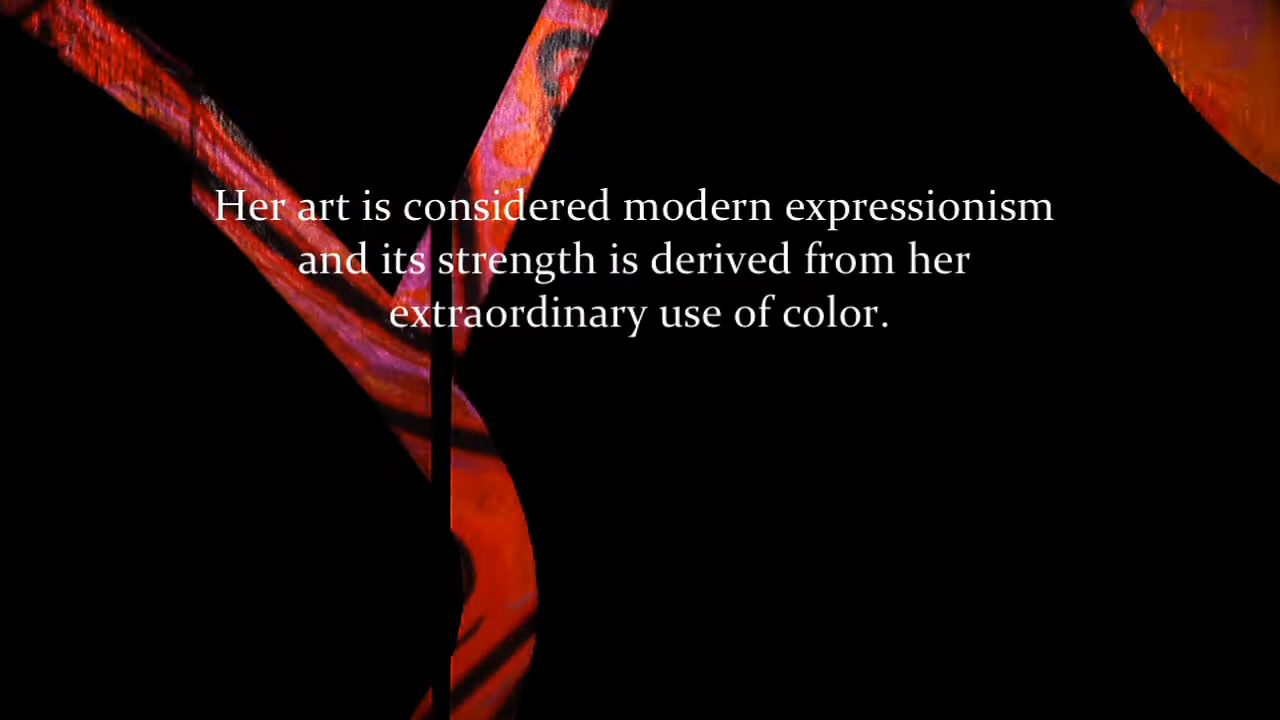 Her art is considered modern expressionism
and its strength is derived from her
extraordinary use of color.